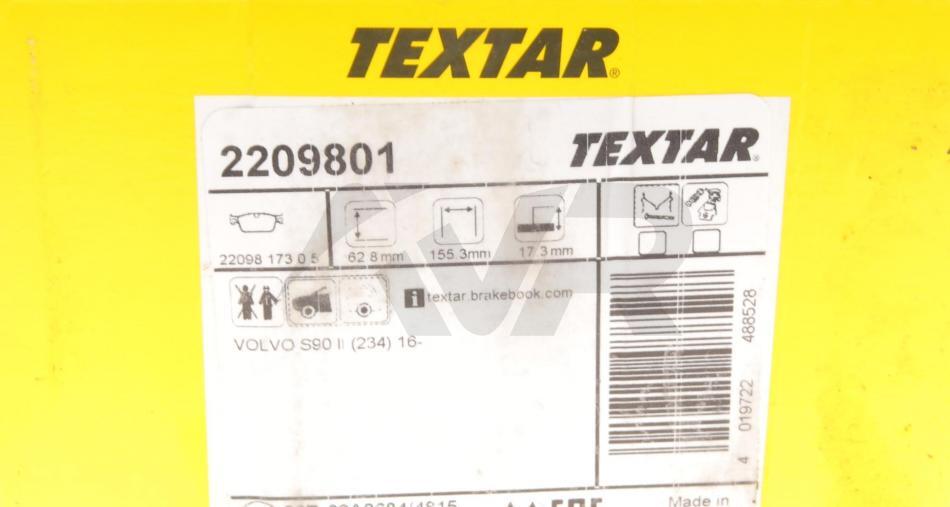 TEXTAR®
2209801
TEXTAR®
22098 173 0 5
62.8mm
155.3mm
17.3mm
i textar.brakebook.com
VOLVO S90 II (234) 16-
4 019722 488528
Made in